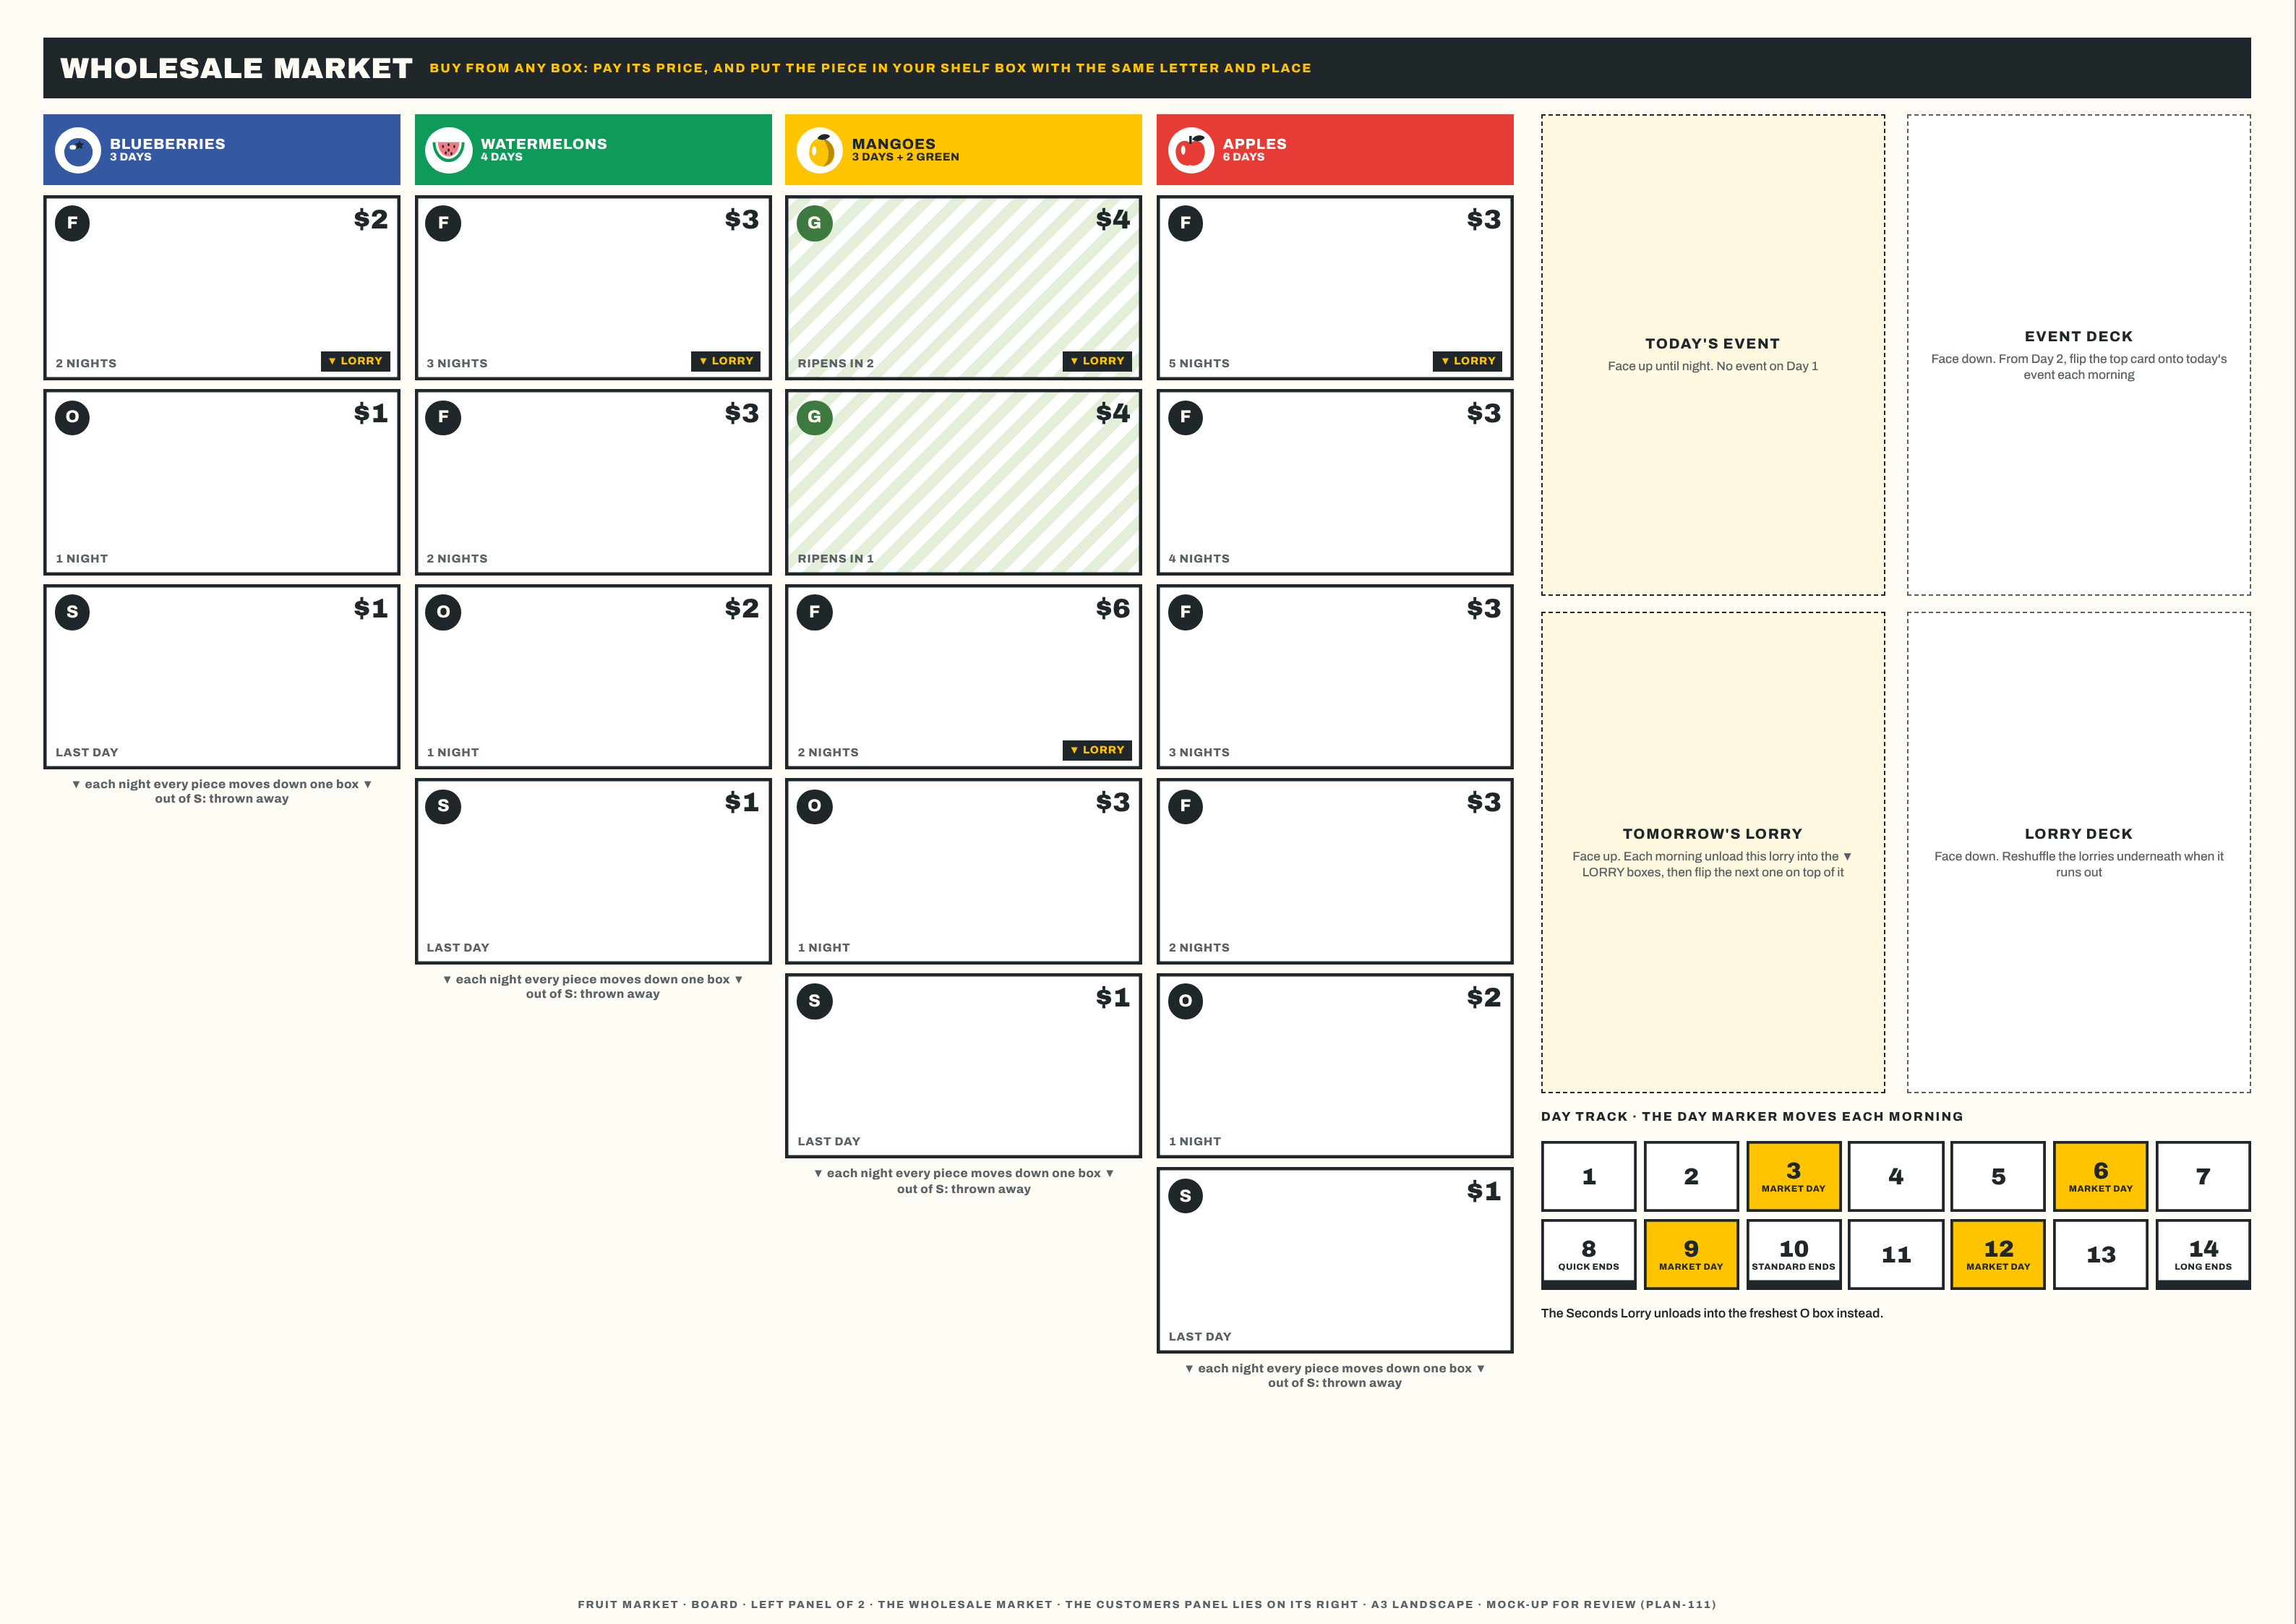 WHOLESALE MARKET
BUY FROM ANY BOX: PAY ITS PRICE, AND PUT THE PIECE IN YOUR SHELF BOX WITH THE SAME LETTER AND PLACE
BLUEBERRIES
3 DAYS
F
$2
2 NIGHTS
▼ LORRY
O
$1
1 NIGHT
S
$1
LAST DAY
▼ each night every piece moves down one box ▼
out of S: thrown away
WATERMELONS
4 DAYS
F
$3
3 NIGHTS
▼ LORRY
F
$3
2 NIGHTS
O
$2
1 NIGHT
S
$1
LAST DAY
▼ each night every piece moves down one box ▼
out of S: thrown away
MANGOES
3 DAYS + 2 GREEN
G
$4
RIPENS IN 2
▼ LORRY
G
$4
RIPENS IN 1
F
$6
2 NIGHTS
▼ LORRY
O
$3
1 NIGHT
S
$1
LAST DAY
▼ each night every piece moves down one box ▼
out of S: thrown away
APPLES
6 DAYS
F
$3
5 NIGHTS
▼ LORRY
F
$3
4 NIGHTS
F
$3
3 NIGHTS
F
$3
2 NIGHTS
O
$2
1 NIGHT
S
$1
LAST DAY
▼ each night every piece moves down one box ▼
out of S: thrown away
TODAY'S EVENT
Face up until night. No event on Day 1
EVENT DECK
Face down. From Day 2, flip the top card onto today's
event each morning
TOMORROW'S LORRY
Face up. Each morning unload this lorry into the ▼
LORRY boxes, then flip the next one on top of it
LORRY DECK
Face down. Reshuffle the lorries underneath when it
runs out
DAY TRACK · THE DAY MARKER MOVES EACH MORNING
1
2
3
MARKET DAY
4
5
6
MARKET DAY
7
8
QUICK ENDS
9
MARKET DAY
10
STANDARD ENDS
11
12
MARKET DAY
13
14
LONG ENDS
The Seconds Lorry unloads into the freshest O box instead.
FRUIT MARKET · BOARD · LEFT PANEL OF 2 · THE WHOLESALE MARKET · THE CUSTOMERS PANEL LIES ON ITS RIGHT · A3 LANDSCAPE · MOCK-UP FOR REVIEW (PLAN-111)